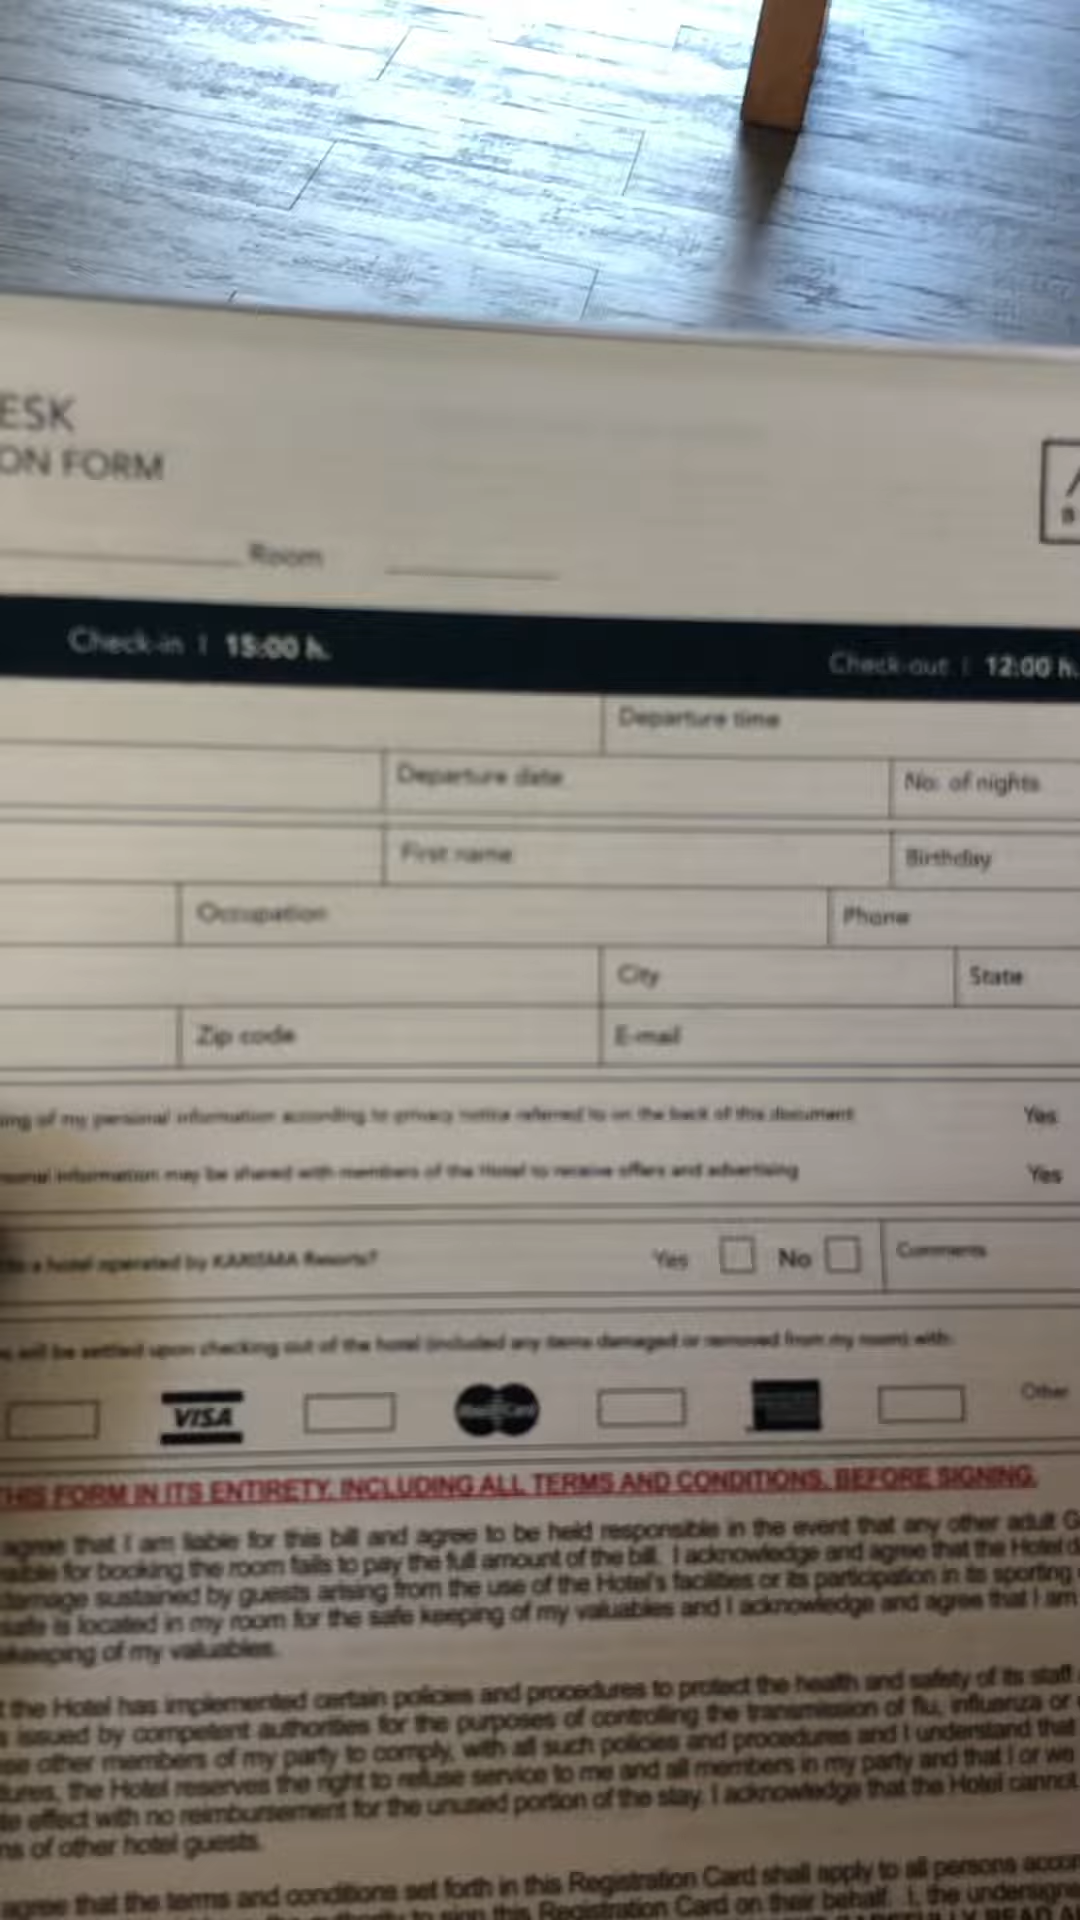 ESK
ON FORM
Room
Check-in | 15:00 h.
Check-out | 12:00 h.
Departure time
Departure date
No. of nights
First name
Birthday
Occupation
Phone
City
State
Zip code
E-mail
ing of my personal information according to privacy notice referred to on the back of this document
Yes
sonal information may be shared with members of the Hotel to receive offers and advertising
Yes
a hotel operated by KARISMA Resorts?
Yes
No
Comments
will be settled upon checking out of the hotel (included any items damaged or removed from my room) with:
VISA
MasterCard
Other
THIS FORM IN ITS ENTIRETY, INCLUDING ALL TERMS AND CONDITIONS, BEFORE SIGNING.
agree that I am liable for this bill and agree to be held responsible in the event that any other adult G
sible for booking the room fails to pay the full amount of the bill. I acknowledge and agree that the Hotel d
damage sustained by guests arising from the use of the Hotel's facilities or its participation in its sporting
safe is located in my room for the safe keeping of my valuables and I acknowledge and agree that I am
ekeeping of my valuables.
t the Hotel has implemented certain policies and procedures to protect the health and safety of its staff
s issued by competent authorities for the purposes of controlling the transmission of flu, influenza or
se other members of my party to comply, with all such policies and procedures and I understand that
dures, the Hotel reserves the right to refuse service to me and all members in my party and that I or we
te effect with no reimbursement for the unused portion of the stay. I acknowledge that the Hotel cannot
ns of other hotel guests.
agree that the terms and conditions set forth in this Registration Card shall apply to all persons accom
to sign this Registration Card on their behalf. I, the undersigne